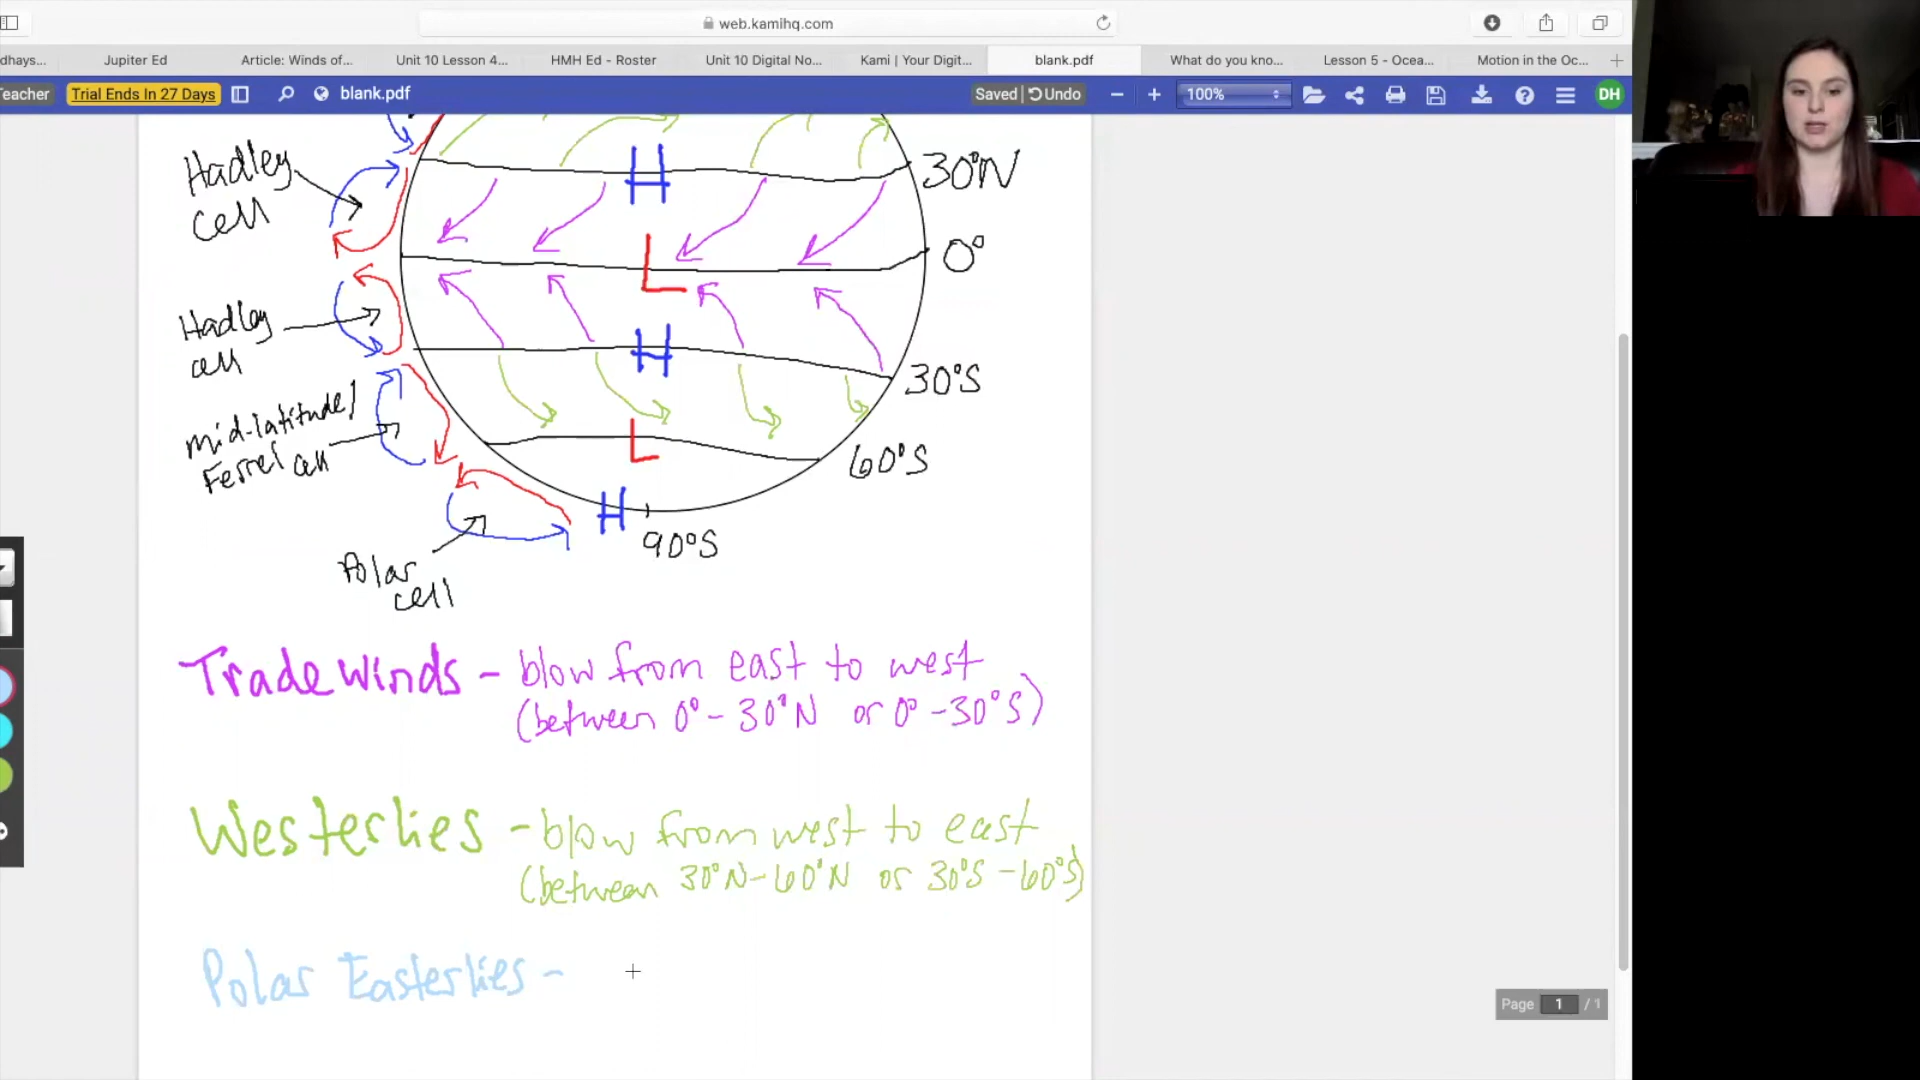 web.kamihq.com
dhays...
Jupiter Ed
Article: Winds of...
Unit 10 Lesson 4...
HMH Ed - Roster
Unit 10 Digital No...
Kami | Your Digit...
blank.pdf
What do you kno...
Lesson 5 - Ocea...
Motion in the Oc...
Teacher
Trial Ends In 27 Days
blank.pdf
Saved | Undo
100%
DH
Hadley
cell
H
30°N
L
0°
Hadley
cell
H
30°S
mid-latitude/
Ferrel cell
L
60°S
H
90°S
Polar
cell
Trade winds - blow from east to west
(between 0° - 30°N or 0° - 30°S)
Westerlies - blow from west to east
(between 30°N - 60°N or 30°S - 60°S)
Polar Easterlies -
Page 1 / 1